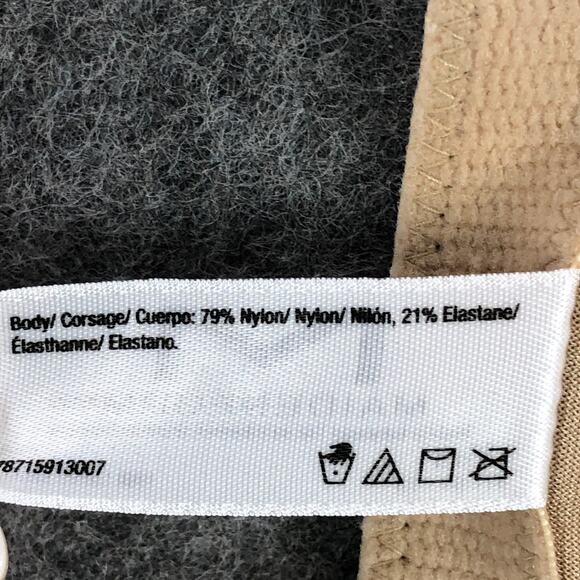 Body/ Corsage/ Cuerpo: 79% Nylon/ Nylon/ Nilón, 21% Elastane/
Élasthanne/ Elastano.
78715913007